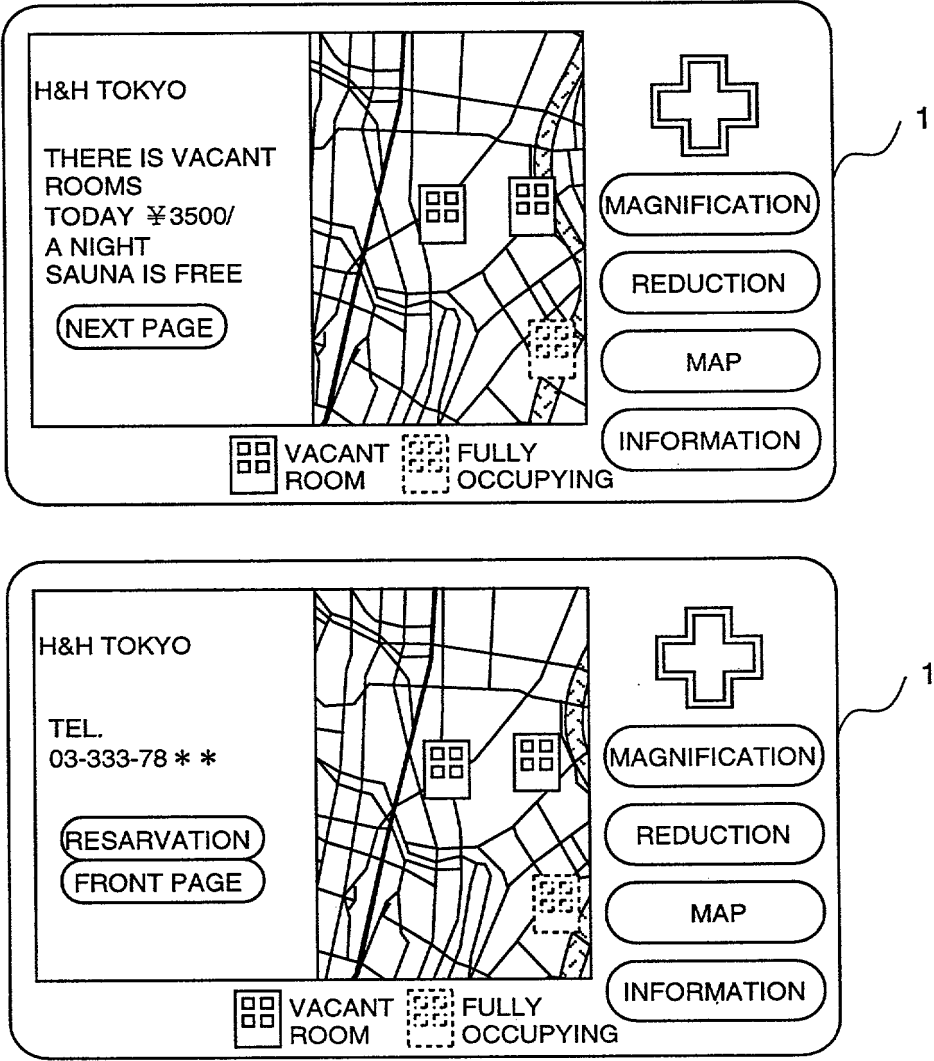 H&H TOKYO
THERE IS VACANT
ROOMS
TODAY ¥3500/
A NIGHT
SAUNA IS FREE
NEXT PAGE
MAGNIFICATION
REDUCTION
MAP
INFORMATION
VACANT
ROOM
FULLY
OCCUPYING
1
H&H TOKYO
TEL.
03-333-78**
RESARVATION
FRONT PAGE
MAGNIFICATION
REDUCTION
MAP
INFORMATION
VACANT
ROOM
FULLY
OCCUPYING
1